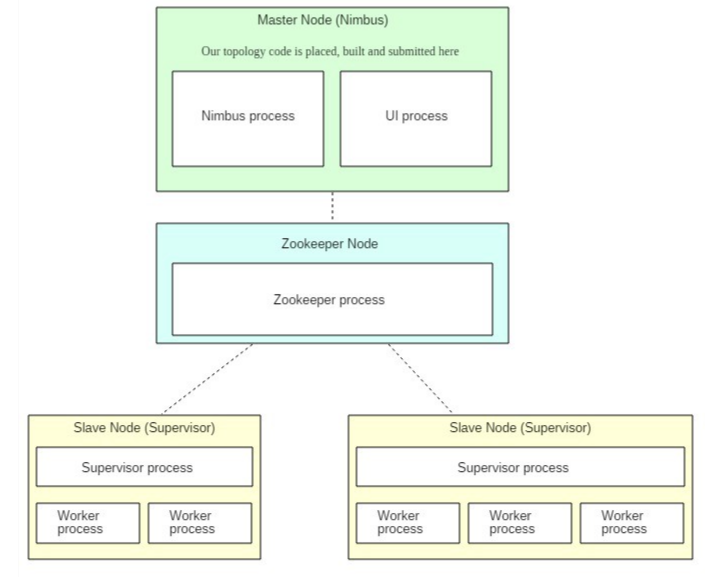 Master Node (Nimbus)
Our topology code is placed, built and submitted here
Nimbus process
UI process
Zookeeper Node
Zookeeper process
Slave Node (Supervisor)
Supervisor process
Worker
process
Worker
process
Slave Node (Supervisor)
Supervisor process
Worker
process
Worker
process
Worker
process